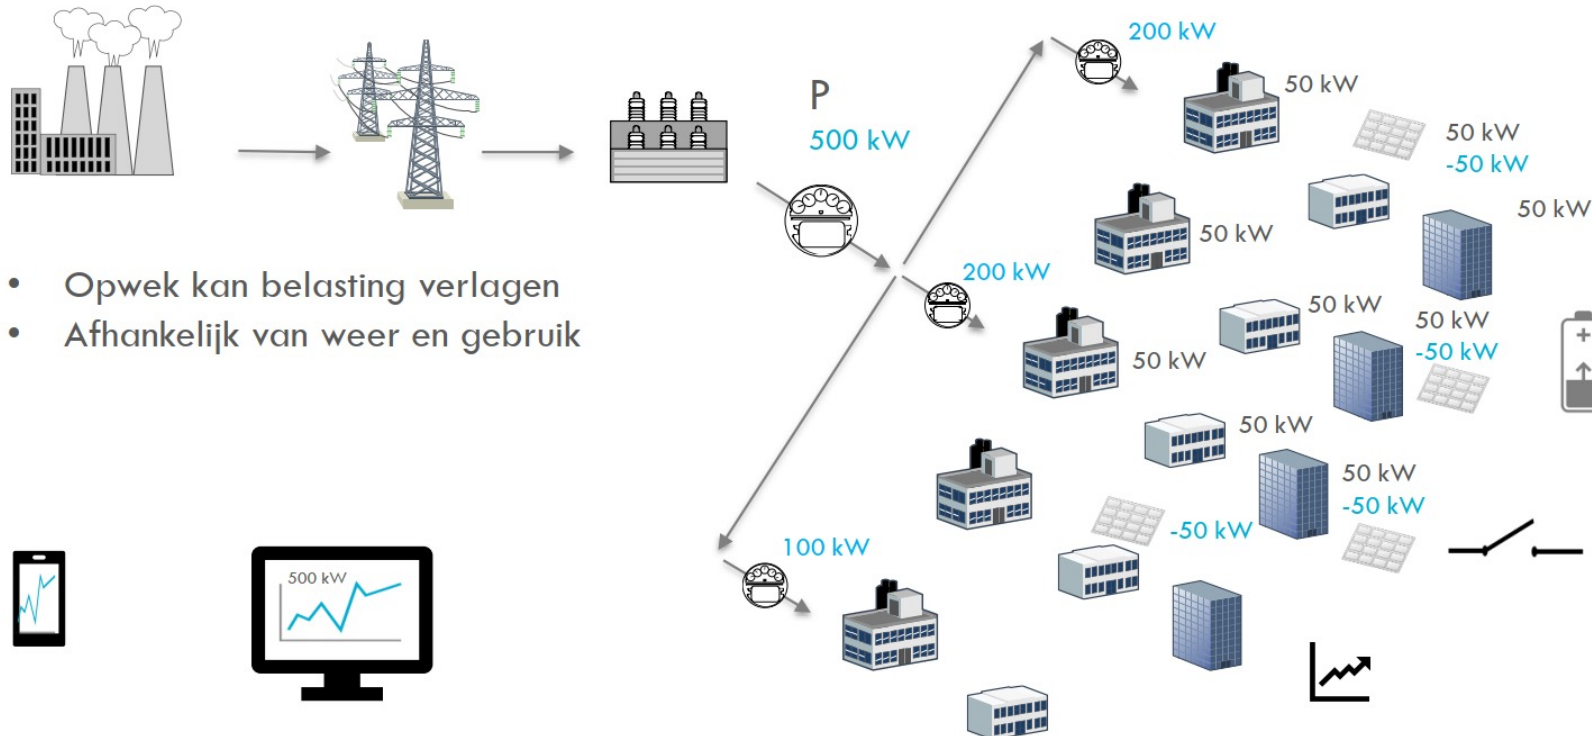 200 kW
50 kW
P
500 kW
50 kW
-50 kW
50 kW
50 kW
200 kW
• Opwek kan belasting verlagen
• Afhankelijk van weer en gebruik
50 kW
50 kW
-50 kW
50 kW
50 kW
50 kW
-50 kW
-50 kW
100 kW
500 kW